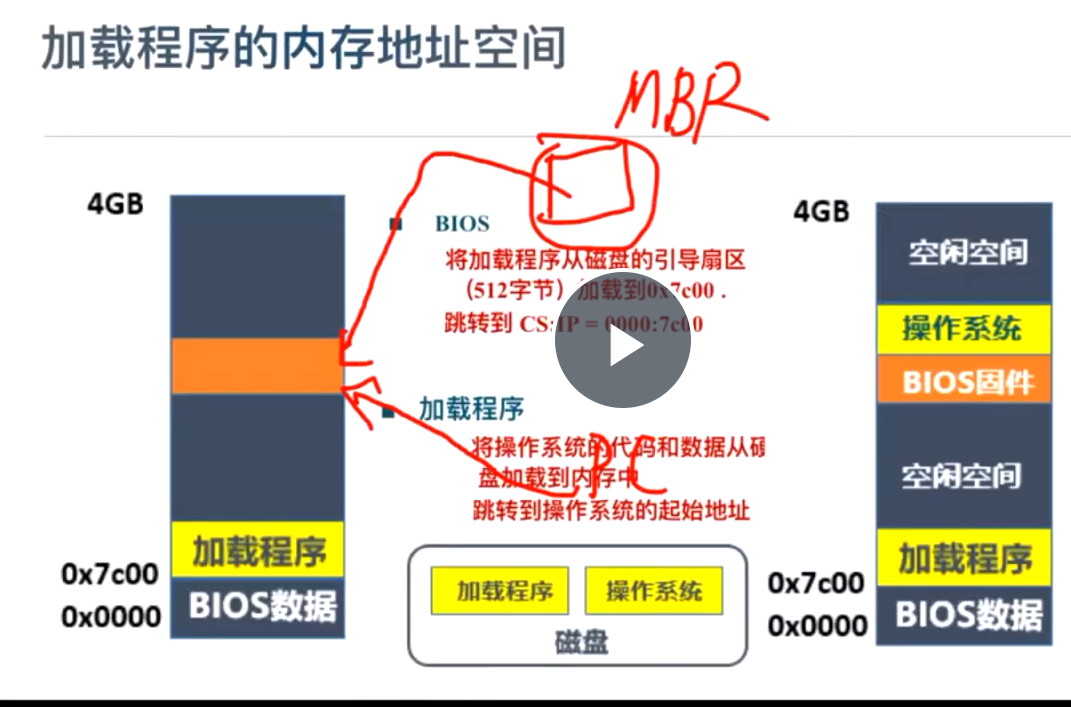 加载程序的内存地址空间
MBR
4GB
加载程序
0x7c00
BIOS数据
0x0000
BIOS
将加载程序从磁盘的引导扇区
（512字节）加载到0x7c00 .
跳转到 CS:IP = 0000:7c00
加载程序
将操作系统的代码和数据从硬
盘加载到内存中
PC
跳转到操作系统的起始地址
加载程序
操作系统
磁盘
4GB
空闲空间
操作系统
BIOS固件
空闲空间
加载程序
0x7c00
BIOS数据
0x0000